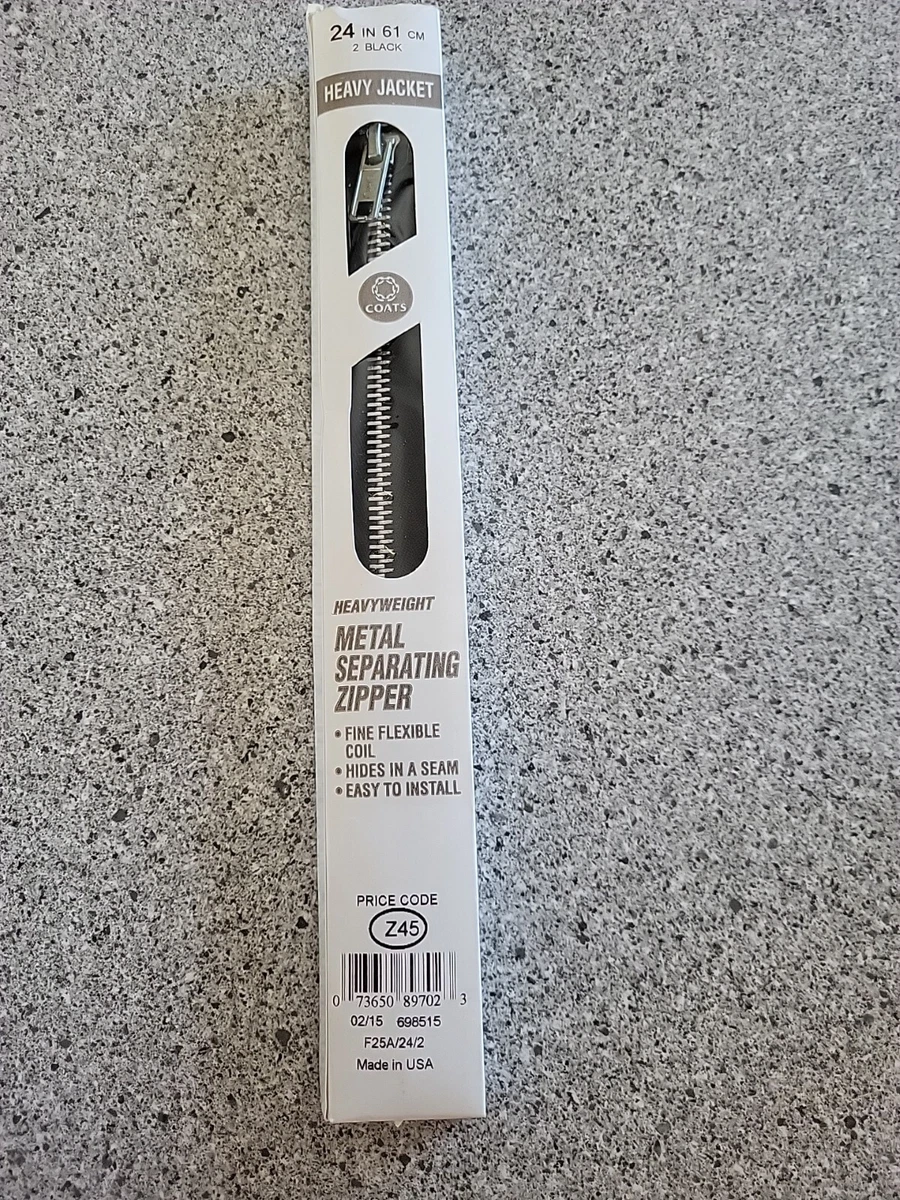 24 IN 61 CM
2 BLACK
HEAVY JACKET
COATS
HEAVYWEIGHT
METAL
SEPARATING
ZIPPER
• FINE FLEXIBLE
COIL
• HIDES IN A SEAM
• EASY TO INSTALL
PRICE CODE
Z45
0 73650 89702 3
02/15 698515
F25A/24/2
Made in USA